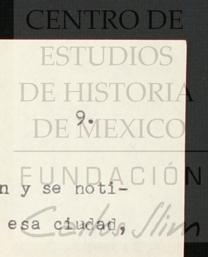 CENTRO DE
ESTUDIOS
DE HISTORIA
DE MEXICO
9.
FUNDACIÓN
n y se noti-
Carlos Slim
esa ciudad,